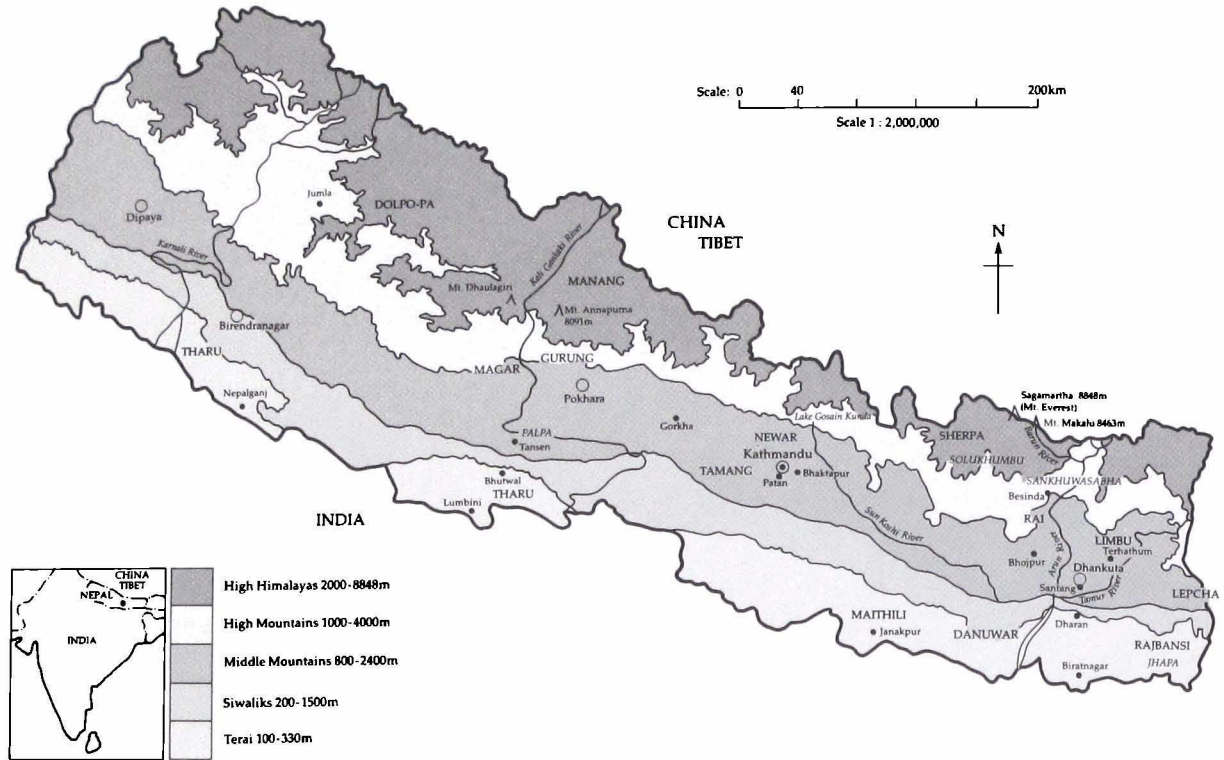 Scale: 0 40 200km
Scale 1 : 2,000,000
N
CHINA
TIBET
INDIA
Dipaya
Jumla
DOLPO-PA
Karnali River
Kali Gandaki River
Mt. Dhaulagiri
MANANG
Mt. Annapurna
8091m
Birendranagar
THARU
Nepalganj
MAGAR
GURUNG
Pokhara
Gorkha
PALPA
Tansen
Bhutwal
THARU
Lumbini
Lake Gosain Kunda
NEWAR
Kathmandu
TAMANG
Patan
Bhaktapur
Sun Koshi River
Sagamartha 8848m
(Mt. Everest)
Mt. Makalu 8463m
Barun River
SHERPA
SOLUKHUMBU
SANKHUWASABHA
Besinda
RAI
Arun River
LIMBU
Terhathum
Bhojpur
Dhankuta
Santang
Tamur River
LEPCHA
MAITHILI
Janakpur
DANUWAR
Dharan
RAJBANSI
JHAPA
Biratnagar
CHINA
TIBET
NEPAL
INDIA
High Himalayas 2000-8848m
High Mountains 1000-4000m
Middle Mountains 800-2400m
Siwaliks 200-1500m
Terai 100-330m